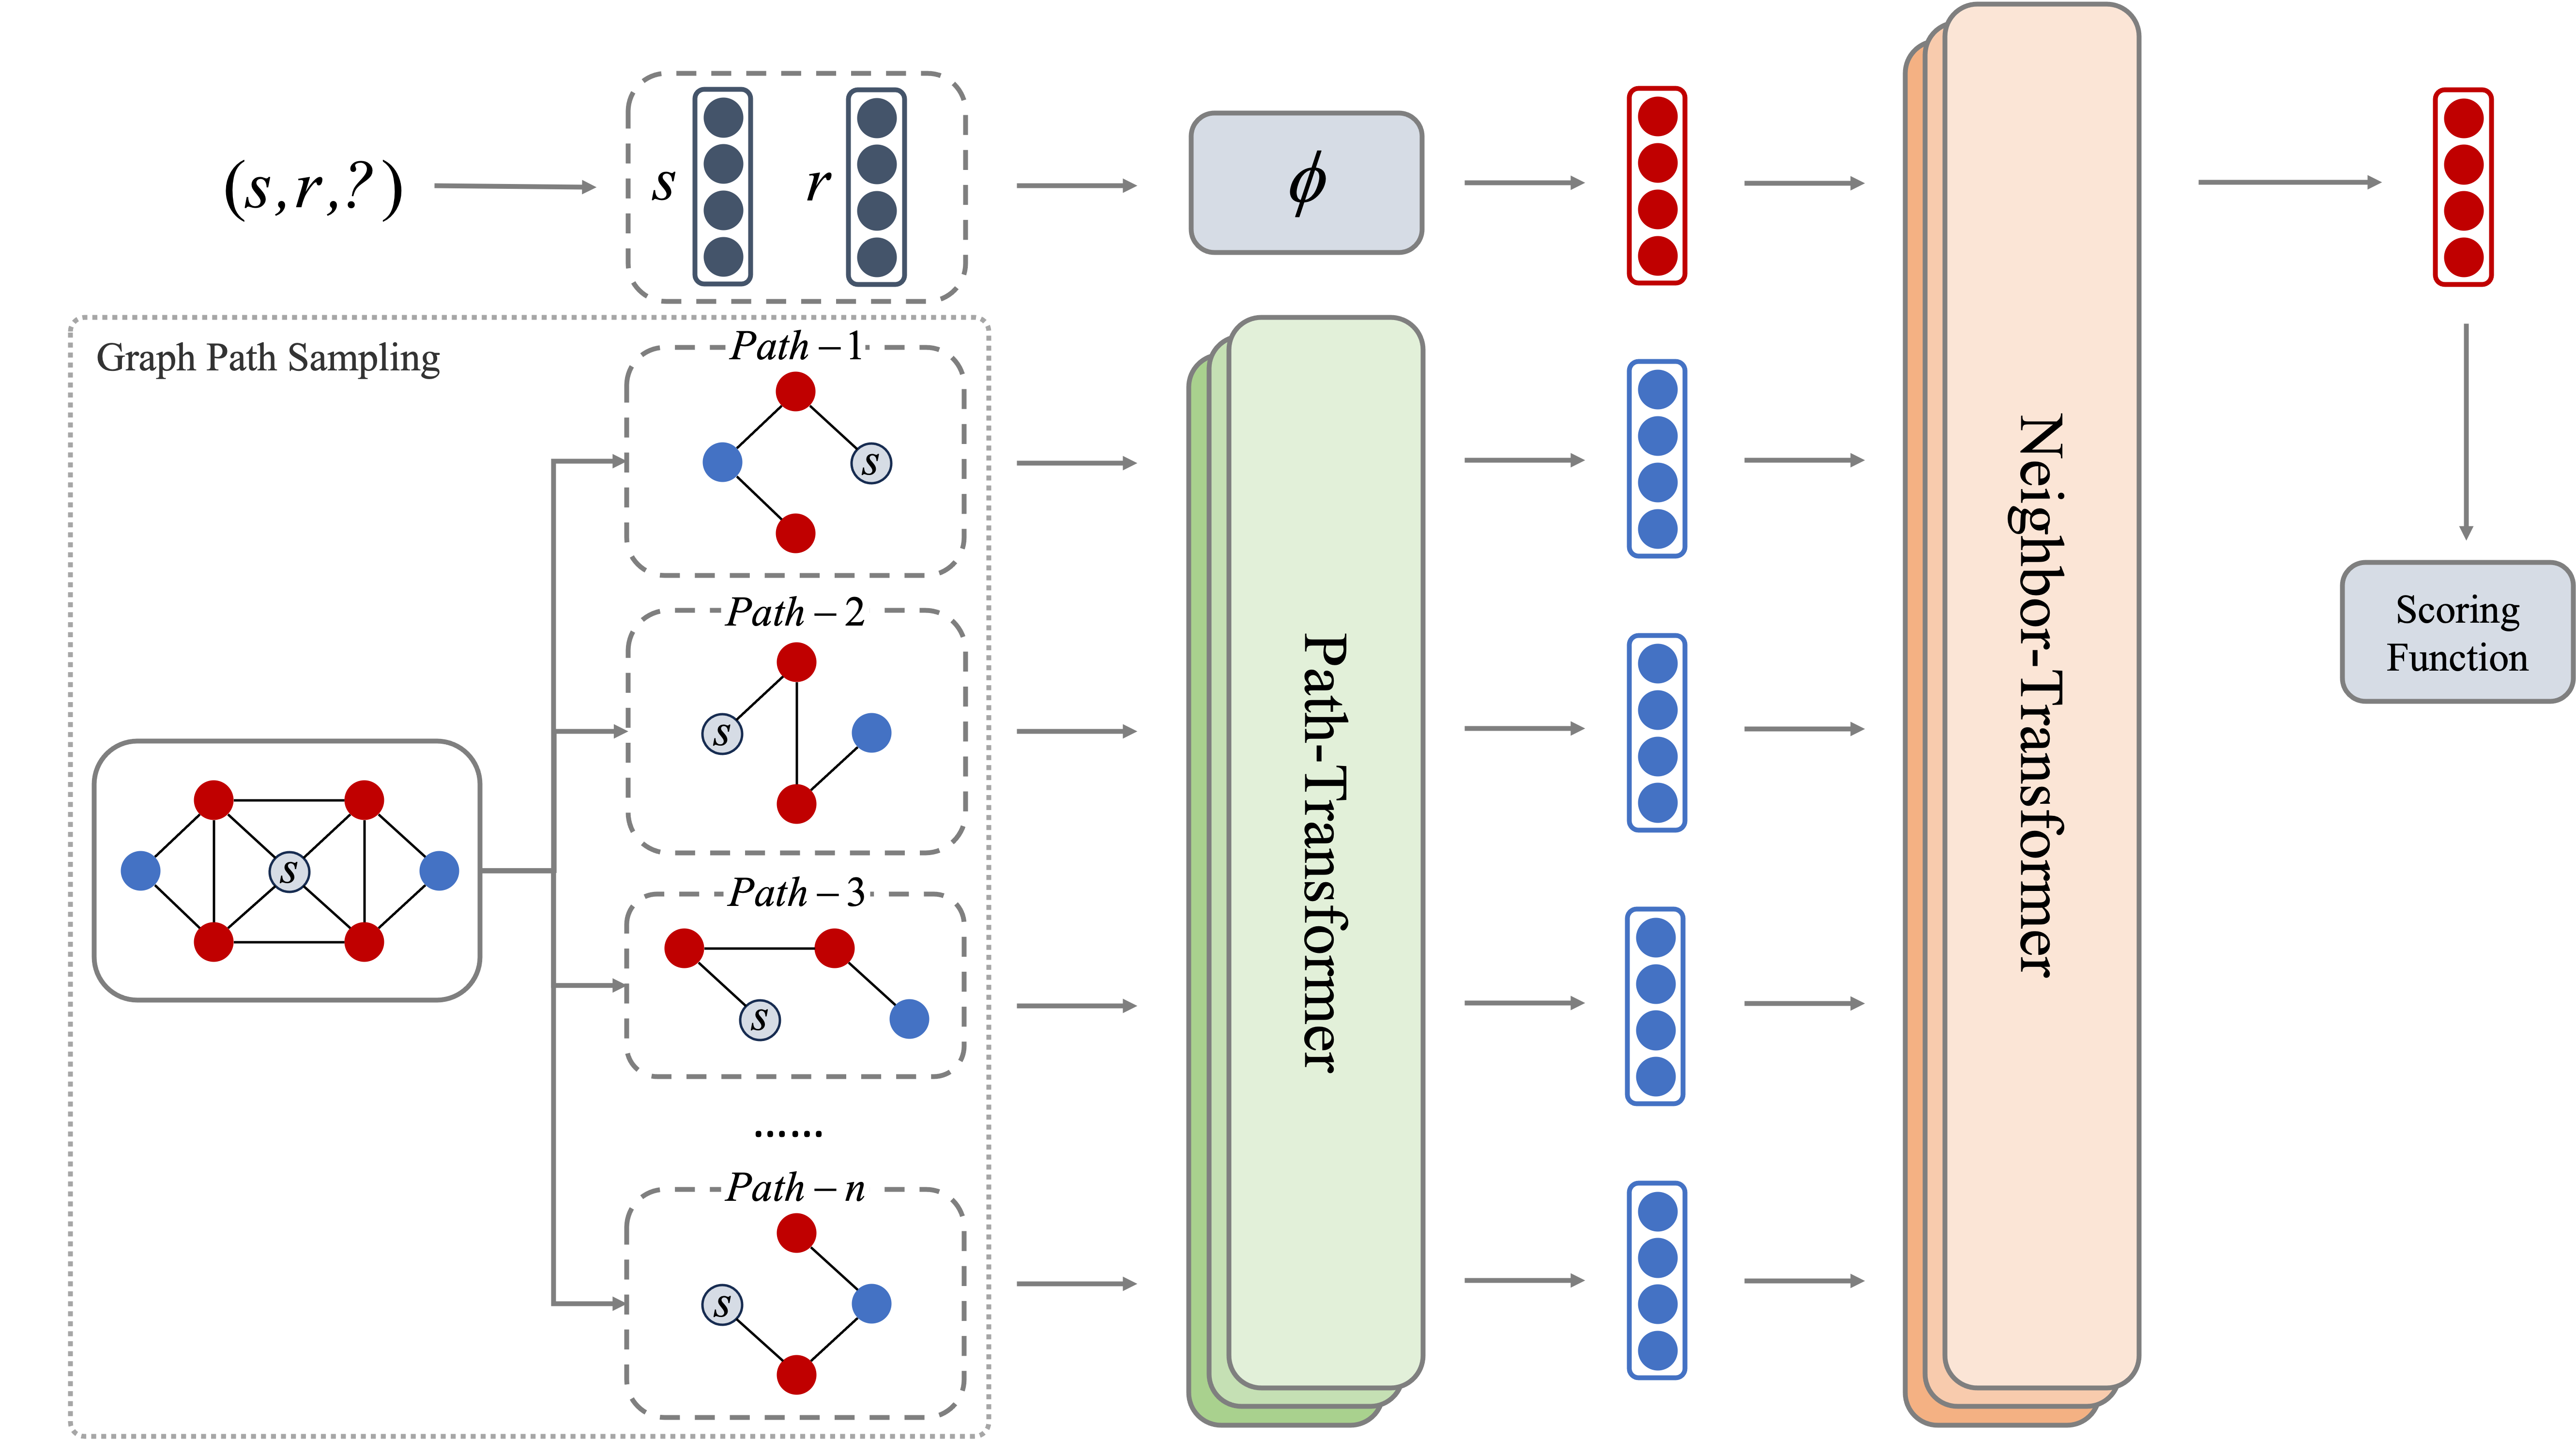 (s,r,?)
s
r
ϕ
Graph Path Sampling
Path – 1
s
Path – 2
s
s
Path – 3
s
......
Path – n
s
Path-Transformer
Neighbor-Transformer
Scoring
Function